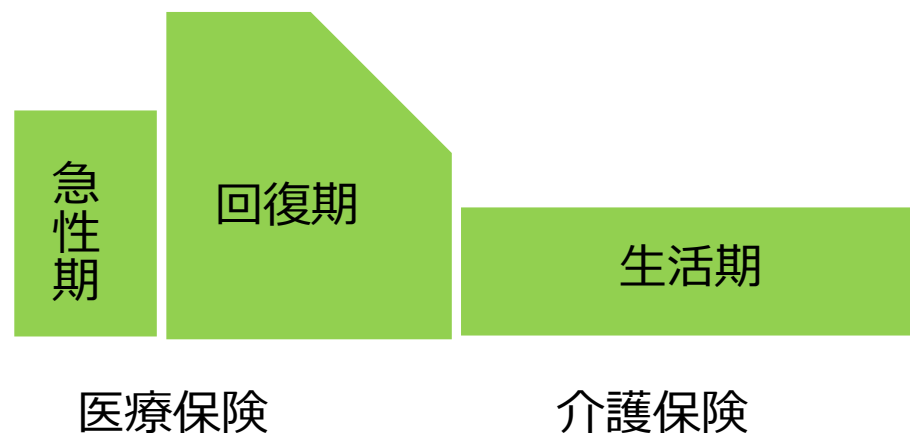 急性期
回復期
生活期
医療保険
介護保険